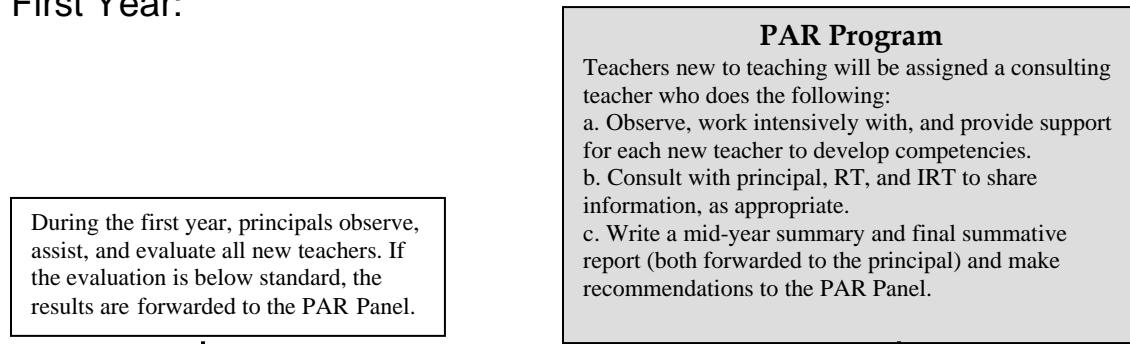 First Year:
PAR Program
Teachers new to teaching will be assigned a consulting
teacher who does the following:
a. Observe, work intensively with, and provide support
for each new teacher to develop competencies.
b. Consult with principal, RT, and IRT to share
information, as appropriate.
c. Write a mid-year summary and final summative
report (both forwarded to the principal) and make
recommendations to the PAR Panel.
During the first year, principals observe,
assist, and evaluate all new teachers. If
the evaluation is below standard, the
results are forwarded to the PAR Panel.